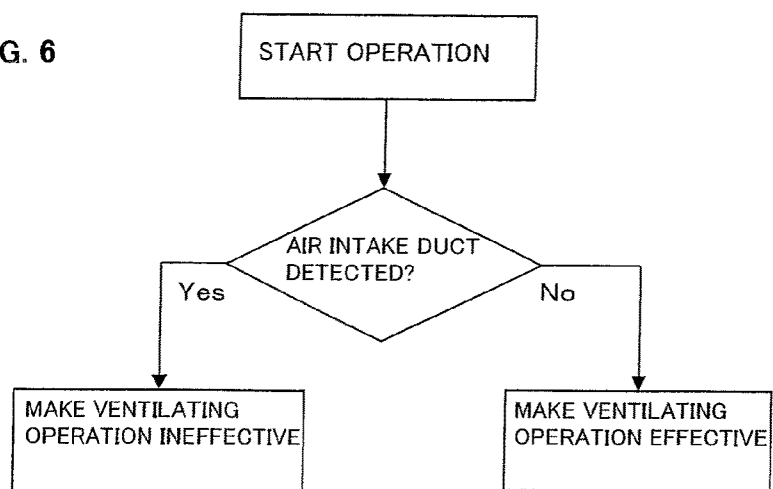 G. 6
START OPERATION
AIR INTAKE DUCT
DETECTED?
Yes
No
MAKE VENTILATING
OPERATION INEFFECTIVE
MAKE VENTILATING
OPERATION EFFECTIVE